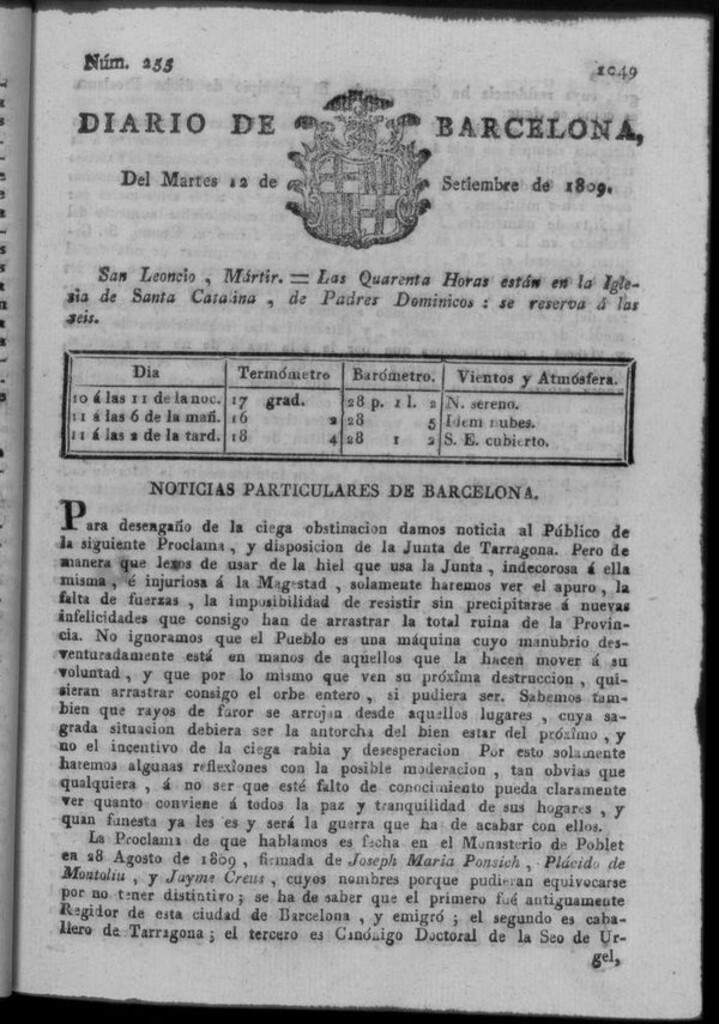 Núm. 255
1049
DIARIO DE BARCELONA,
Del Martes 12 de Setiembre de 1809.
San Leoncio , Mártir. = Las Quarenta Horas están en la Igle-
sia de Santa Catalina , de Padres Dominicos : se reserva á las
seis.
Dia Termómetro Barómetro. Vientos y Atmósfera.
10 á las 11 de la noc. 17 grad. 28 p. 1 l. 2 N. sereno.
11 á las 6 de la mañ. 16 2 28 5 Idem nubes.
11 á las 2 de la tard. 18 4 28 1 2 S. E. cubierto.
NOTICIAS PARTICULARES DE BARCELONA.
Para desengaño de la ciega obstinacion damos noticia al Público de
la siguiente Proclama , y disposicion de la Junta de Tarragona. Pero de
manera que lexos de usar de la hiel que usa la Junta , indecorosa á ella
misma , é injuriosa á la Magestad , solamente haremos ver el apuro , la
falta de fuerzas , la imposibilidad de resistir sin precipitarse á nuevas
infelicidades que consigo han de arrastrar la total ruina de la Provin-
cia. No ignoramos que el Pueblo es una máquina cuyo manubrio des-
venturadamente está en manos de aquellos que la hacen mover á su
voluntad , y que por lo mismo que ven su próxîma destruccion , qui-
sieran arrastrar consigo el orbe entero , si pudiera ser. Sabemos tam-
bien que rayos de furor se arrojan desde aquellos lugares , cuya sa-
grada situacion debiera ser la antorcha del bien estar del próximo , y
no el incentivo de la ciega rabia y desesperacion Por esto solamente
haremos algunas reflexîones con la posible moderacion , tan obvias que
qualquiera , á no ser que esté falto de conocimiento pueda claramente
ver quanto conviene á todos la paz y tranquilidad de sus hogares , y
quan funesta ya les es y será la guerra que ha de acabar con ellos.
La Proclama de que hablamos es fecha en el Monasterio de Poblet
en 28 Agosto de 1809 , firmada de Joseph Maria Ponsich , Plácido de
Montoliu , y Jayme Creus , cuyos nombres porque pudieran equivocarse
por no tener distintivo ; se ha de saber que el primero fué antiguamente
Regidor de esta ciudad de Barcelona , y emigró ; el segundo es caba-
llero de Tarragona ; el tercero es Canónigo Doctoral de la Seo de Ur-
gel,